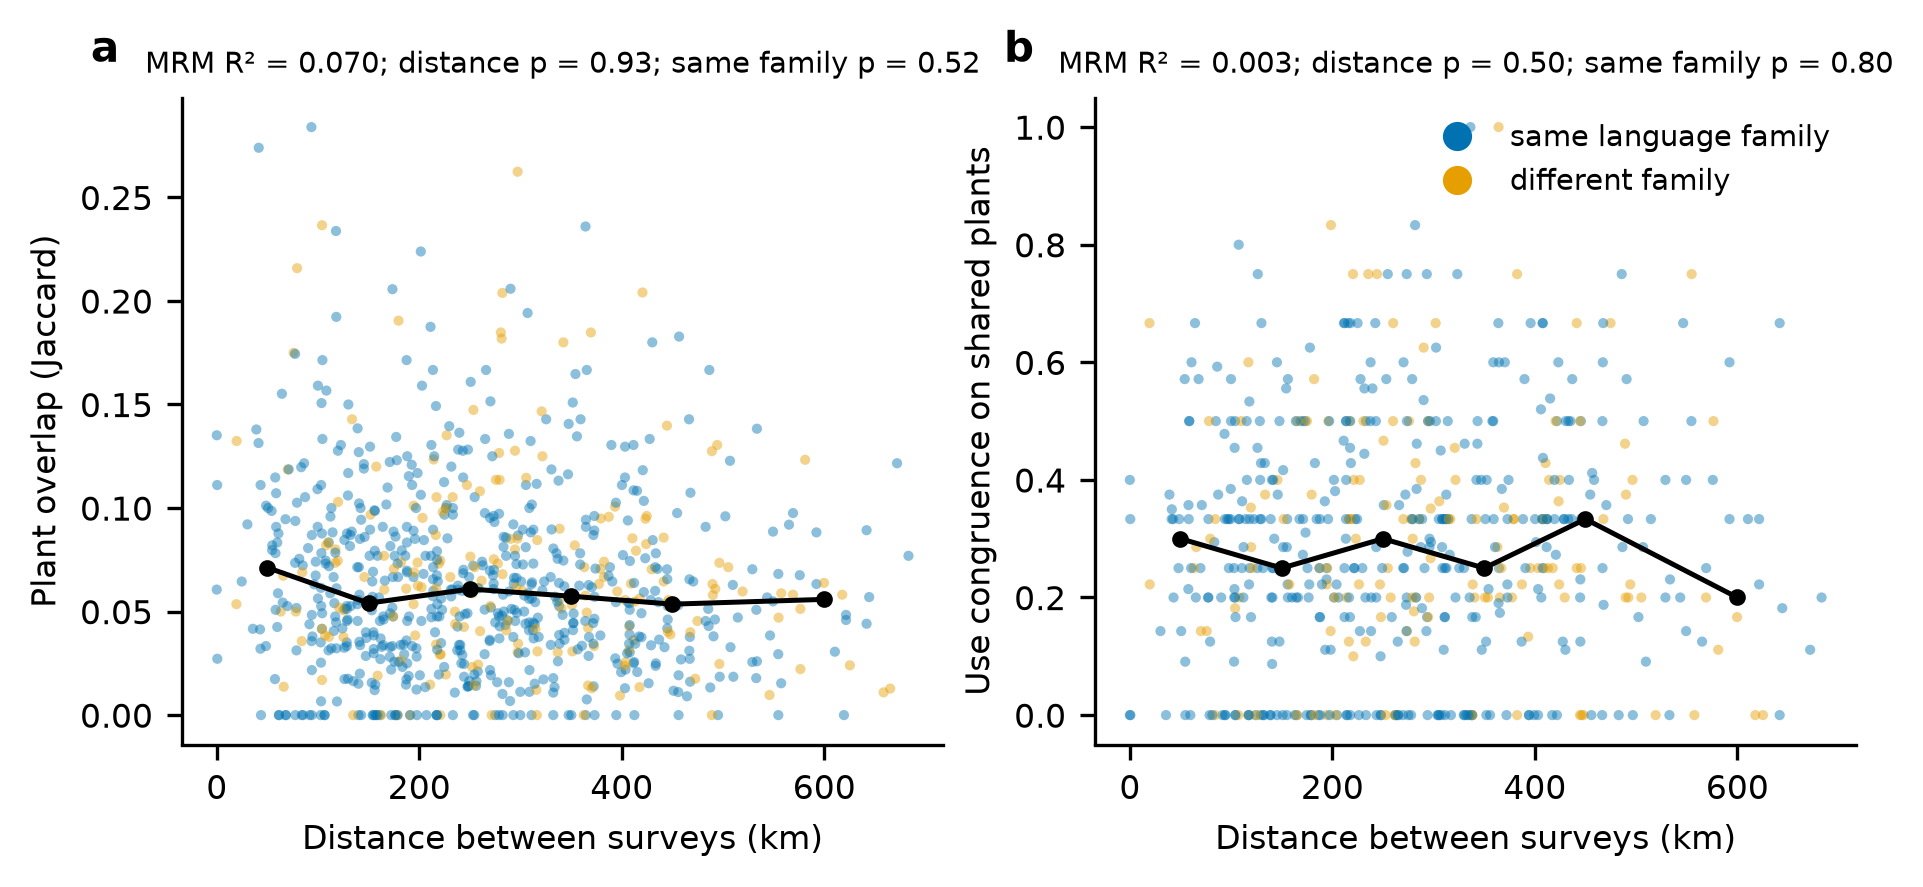 a
MRM R² = 0.070; distance p = 0.93; same family p = 0.52
Plant overlap (Jaccard)
0.25
0.20
0.15
0.10
0.05
0.00
0
200
400
600
Distance between surveys (km)
b
MRM R² = 0.003; distance p = 0.50; same family p = 0.80
same language family
different family
Use congruence on shared plants
1.0
0.8
0.6
0.4
0.2
0.0
0
200
400
600
Distance between surveys (km)